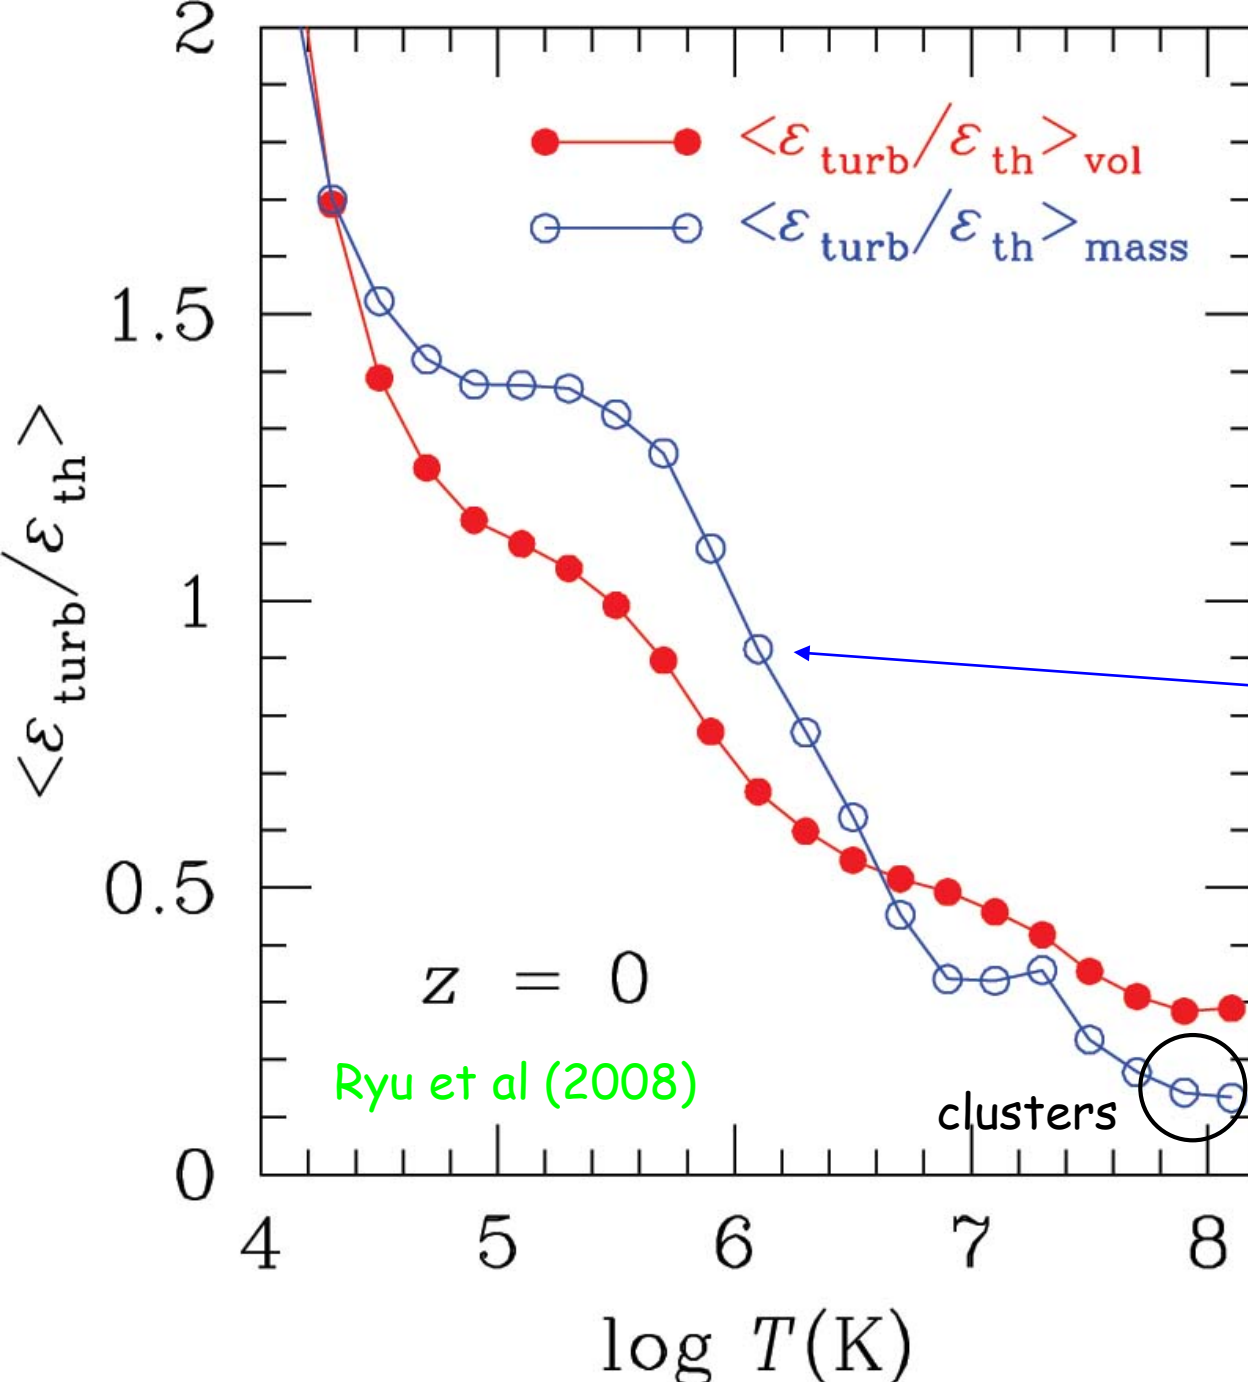 2
1.5
1
0.5
0
<ε turb/ε th>
<ε turb/ε th> vol
<ε turb/ε th> mass
z = 0
Ryu et al (2008)
clusters
4 5 6 7 8
log T(K)